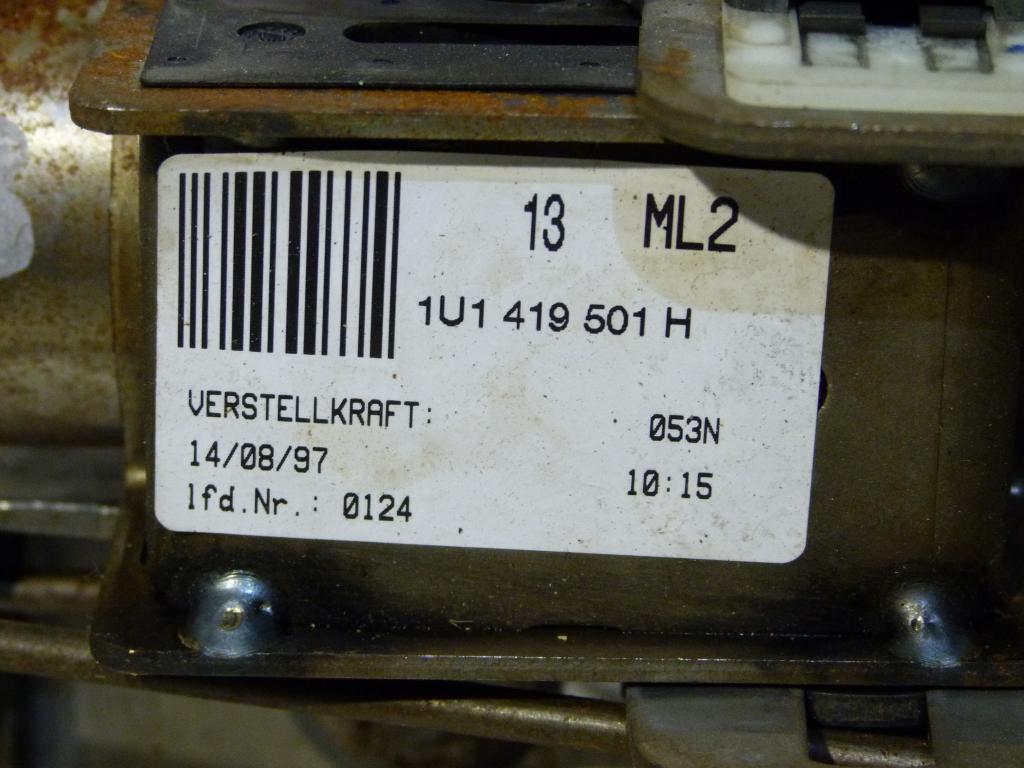 13 ML2
1U1 419 501 H
VERSTELLKRAFT: 053N
14/08/97 10:15
lfd.Nr.: 0124